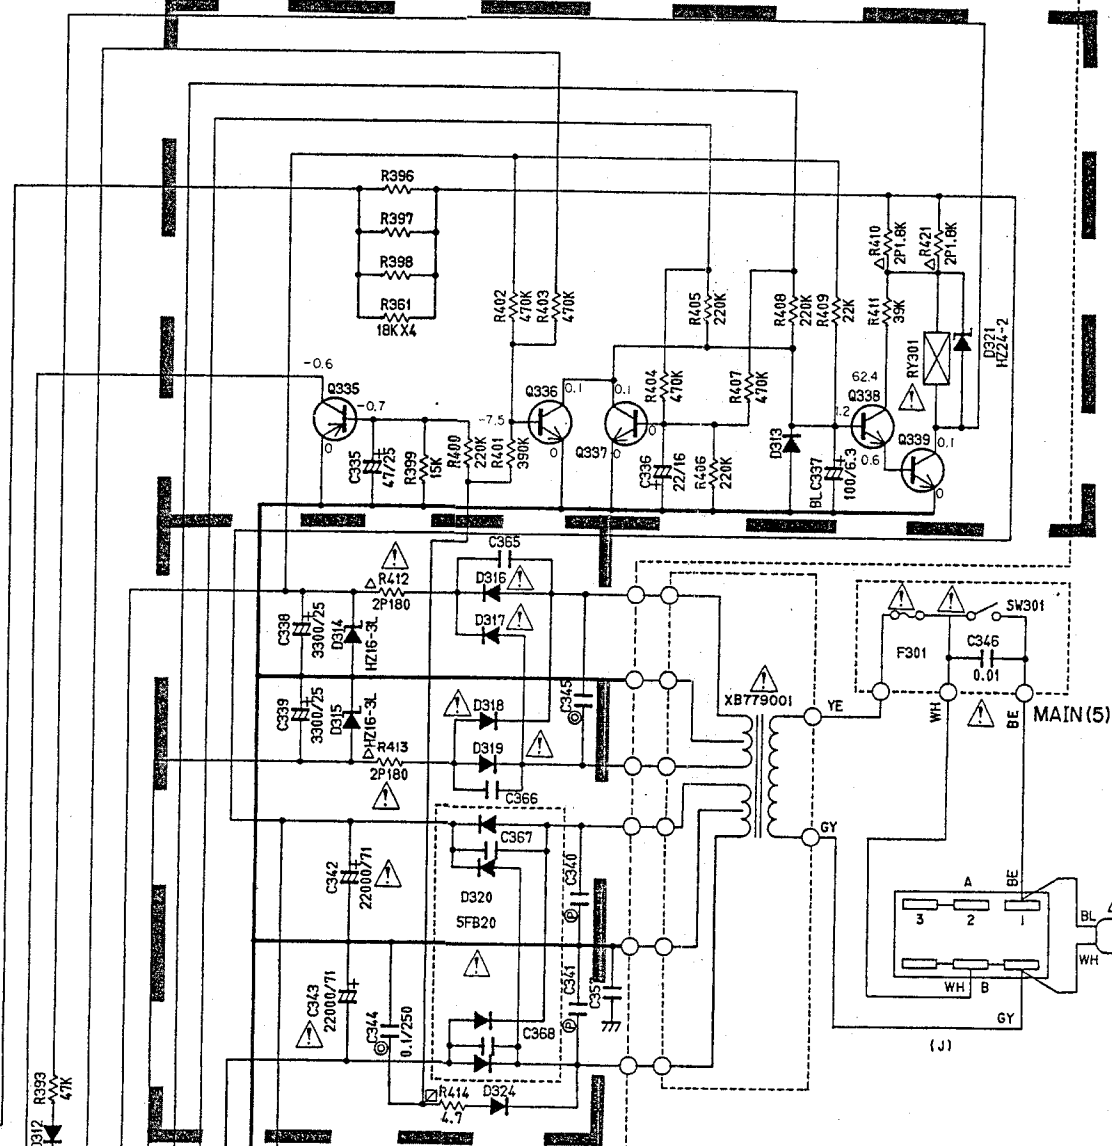 R396
R397
R398
R361
18KX4
R402
470K
R403
470K
R405
220K
R408
220K
R409
22K
R410
2P1.8K
R421
2P1.8K
R411
39K
RY301
D321
HZ24-2
-0.6
Q335
-0.7
0
C335
47/25
R399
15K
R400
220K
R401
390K
-7.5
Q336
0.1
0
0.1
Q337
0
0
R404
470K
R407
470K
C336
22/16
R406
220K
D313
BL C337
100/6.3
62.4
Q338
1.2
0.6
Q339
0.1
0
C365
R412
2P180
D316
D317
C338
3300/25
D314
HZ16-3L
C339
3300/25
D315
HZ16-3L
R413
2P180
D318
D319
C366
C345
XB779001
YE
GY
F301
SW301
C346
0.01
WH
BE
MAIN(5)
C342
22000/71
C367
D320
5FB20
C340
C343
22000/71
C344
0.1/250
C341
C357
C368
R414
4.7
D324
A
BE
3
2
1
BL
WH
WH
B
GY
(J)
R393
47K
D312